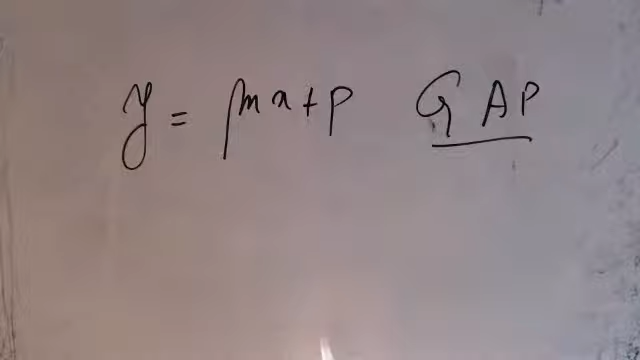 y = mx + p GAP